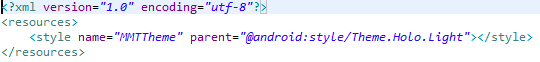 <?xml version="1.0" encoding="utf-8"?>
<resources>
    <style name="MMTTheme" parent="@android:style/Theme.Holo.Light"></style>
</resources>